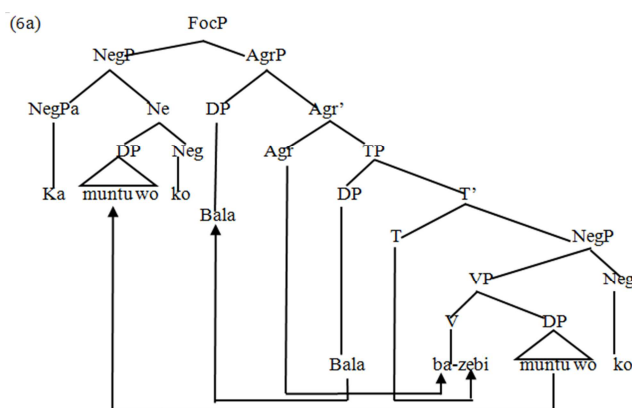 (6a)
FocP
NegP AgrP
NegPa Ne DP Agr’
DP Neg Agr TP
Ka muntu wo ko DP T’
Bala
T NegP
VP Neg
V DP
Bala ba-zebi muntu wo ko